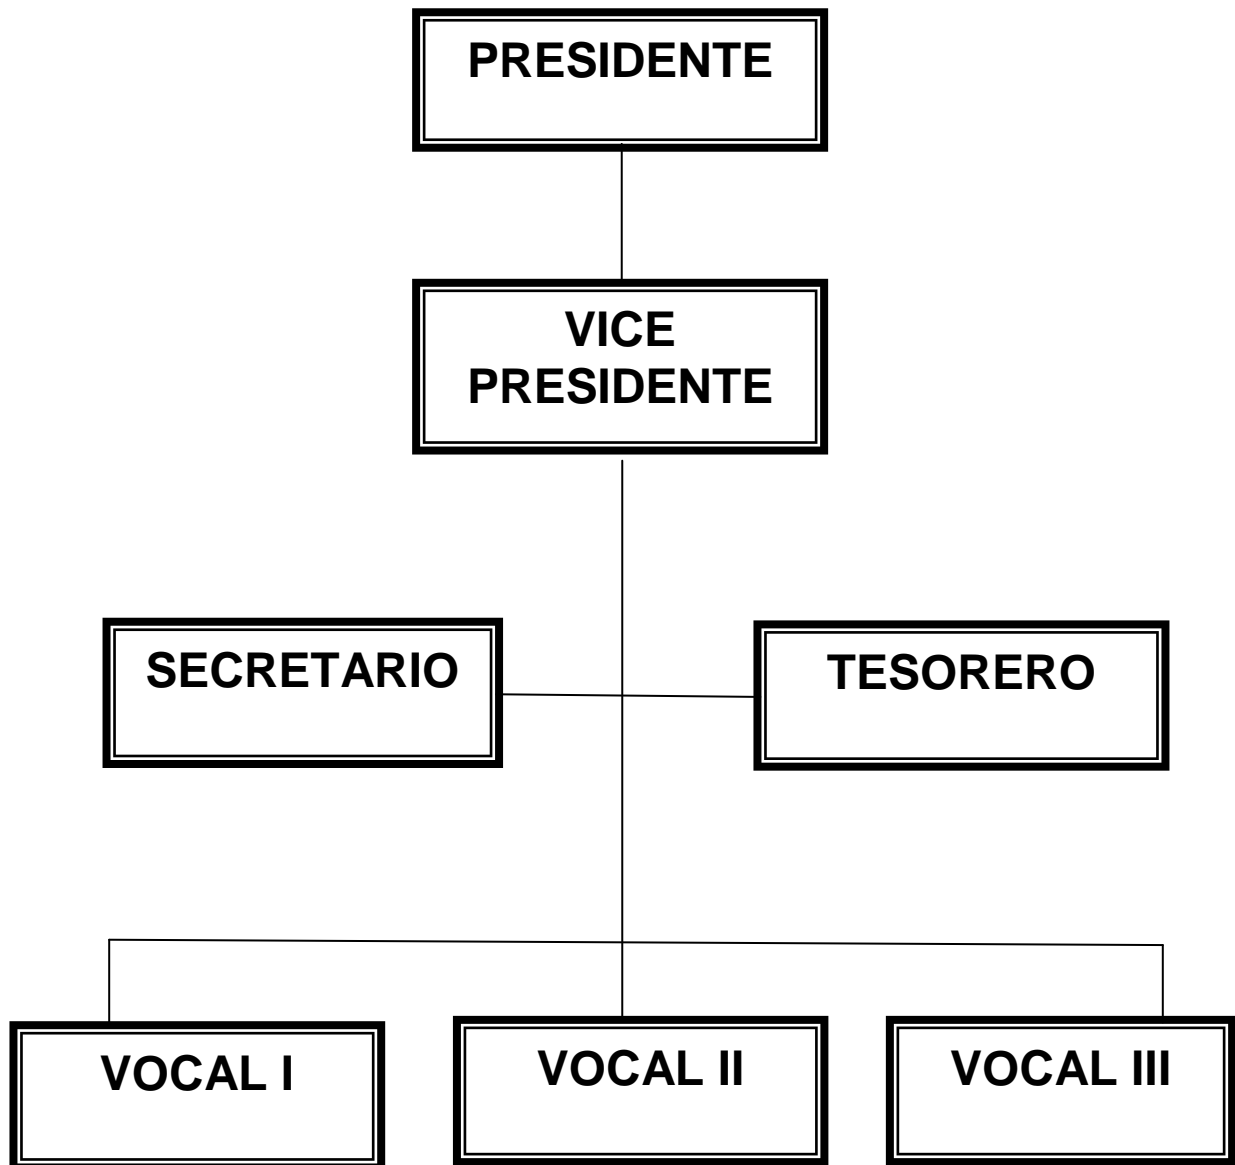 PRESIDENTE
VICE
PRESIDENTE
SECRETARIO
TESORERO
VOCAL I
VOCAL II
VOCAL III